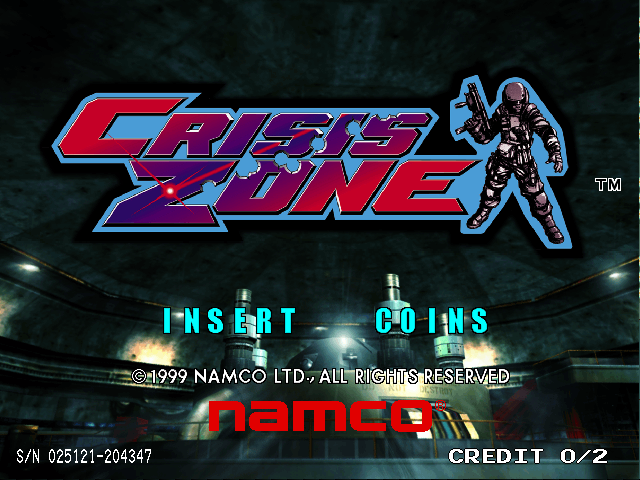 CRISIS
ZONE
TM
INSERT COINS
©1999 NAMCO LTD., ALL RIGHTS RESERVED
namco®
S/N 025121-204347
CREDIT 0/2